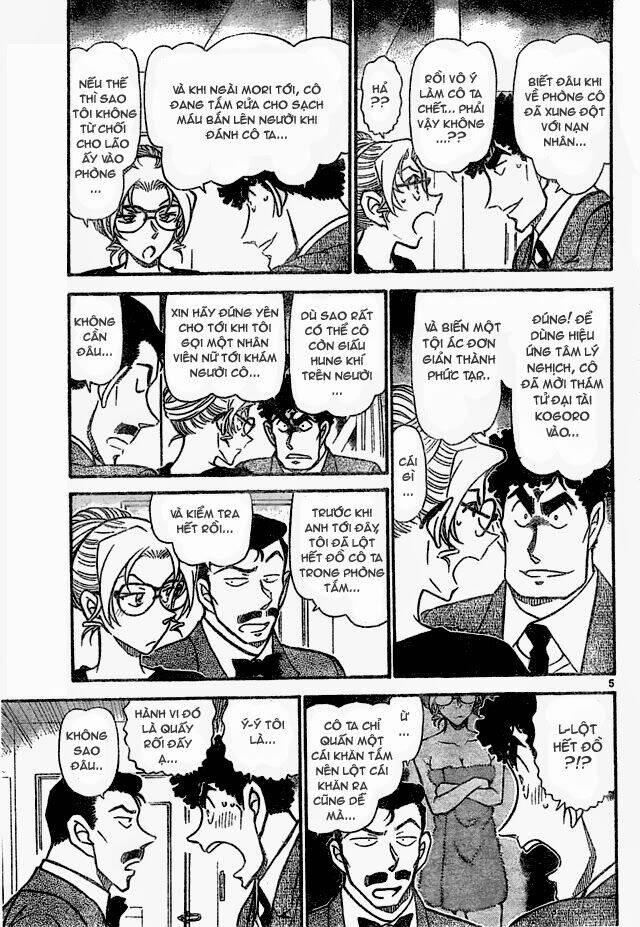 BIẾT ĐÂU KHI
VỀ PHÒNG CÔ
ĐÃ XUNG ĐỘT
VỚI NẠN
NHÂN...
RỒI VÔ Ý
LÀM CÔ TA
CHẾT... PHẢI
VẬY KHÔNG
...??
HẢ
??
VÀ KHI NGÀI MORI TỚI, CÔ
ĐANG TẮM RỬA CHO SẠCH
MÁU BẮN LÊN NGƯỜI KHI
ĐÁNH CÔ TA...
NẾU THẾ
THÌ SAO
TÔI KHÔNG
TỪ CHỐI
CHO LÃO
ẤY VÀO
PHÒNG
...
ĐÚNG! ĐỂ
DÙNG HIỆU
ỨNG TÂM LÝ
NGHỊCH, CÔ
ĐÃ MỜI THÁM
TỬ ĐẠI TÀI
KOGORO
VÀO...
VÀ BIẾN MỘT
TỘI ÁC ĐƠN
GIẢN THÀNH
PHỨC TẠP..
CÁI
GÌ
...
DÙ SAO RẤT
CÓ THỂ CÔ
CÒN GIẤU
HUNG KHÍ
TRÊN NGƯỜI
...
XIN HÃY ĐỨNG YÊN
CHO TỚI KHI TÔI
GỌI MỘT NHÂN
VIÊN NỮ TỚI KHÁM
NGƯỜI CÔ...
KHÔNG
CẦN
ĐÂU...
TRƯỚC KHI
ANH TỚI ĐÂY,
TÔI ĐÃ LỘT
HẾT ĐỒ CÔ TA
TRONG PHÒNG
TẮM...
VÀ KIỂM TRA
HẾT RỒI...
5
L-LỘT
HẾT ĐỒ
?!?
Ừ
...
CÔ TA CHỈ
QUẤN MỘT
CÁI KHĂN TẮM
NÊN LỘT CÁI
KHĂN RA
CŨNG DỄ
MÀ...
Ý-Ý TÔI
LÀ...
HÀNH VI ĐÓ
LÀ QUẤY
RỐI ĐẤY
Ạ...
KHÔNG
SAO
ĐÂU...